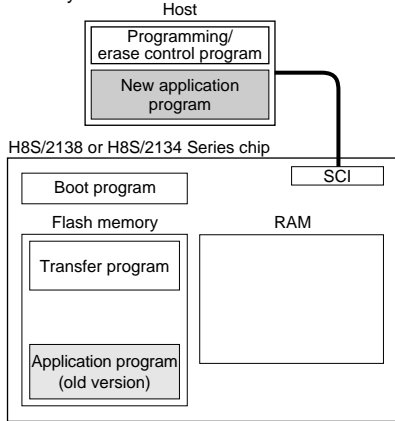 Host
Programming/
erase control program
New application
program
H8S/2138 or H8S/2134 Series chip
SCI
Boot program
Flash memory
RAM
Transfer program
Application program
(old version)